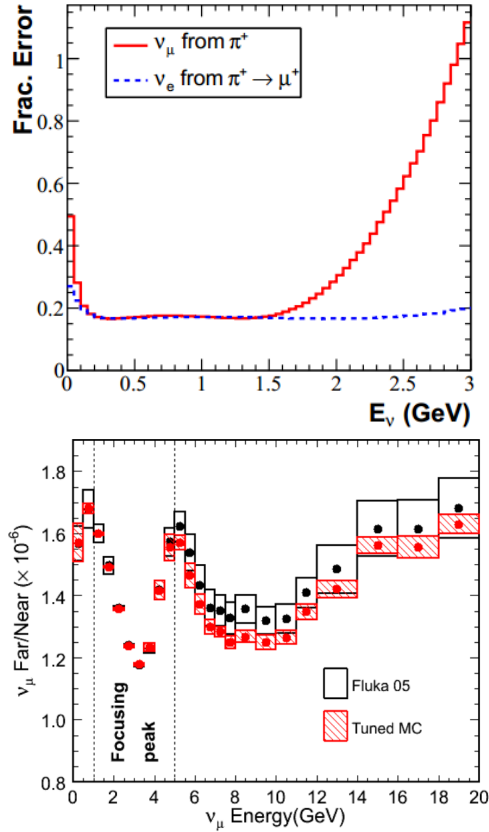 Frac. Error
1
0.8
0.6
0.4
0.2
0
ν_μ from π⁺
ν_e from π⁺ → μ⁺
0 0.5 1 1.5 2 2.5 3
E_ν (GeV)
ν_μ Far/Near (× 10⁻⁶)
1.8
1.6
1.4
1.2
1.0
0.8
Focusing
peak
Fluka 05
Tuned MC
0 2 4 6 8 10 12 14 16 18 20
ν_μ Energy(GeV)